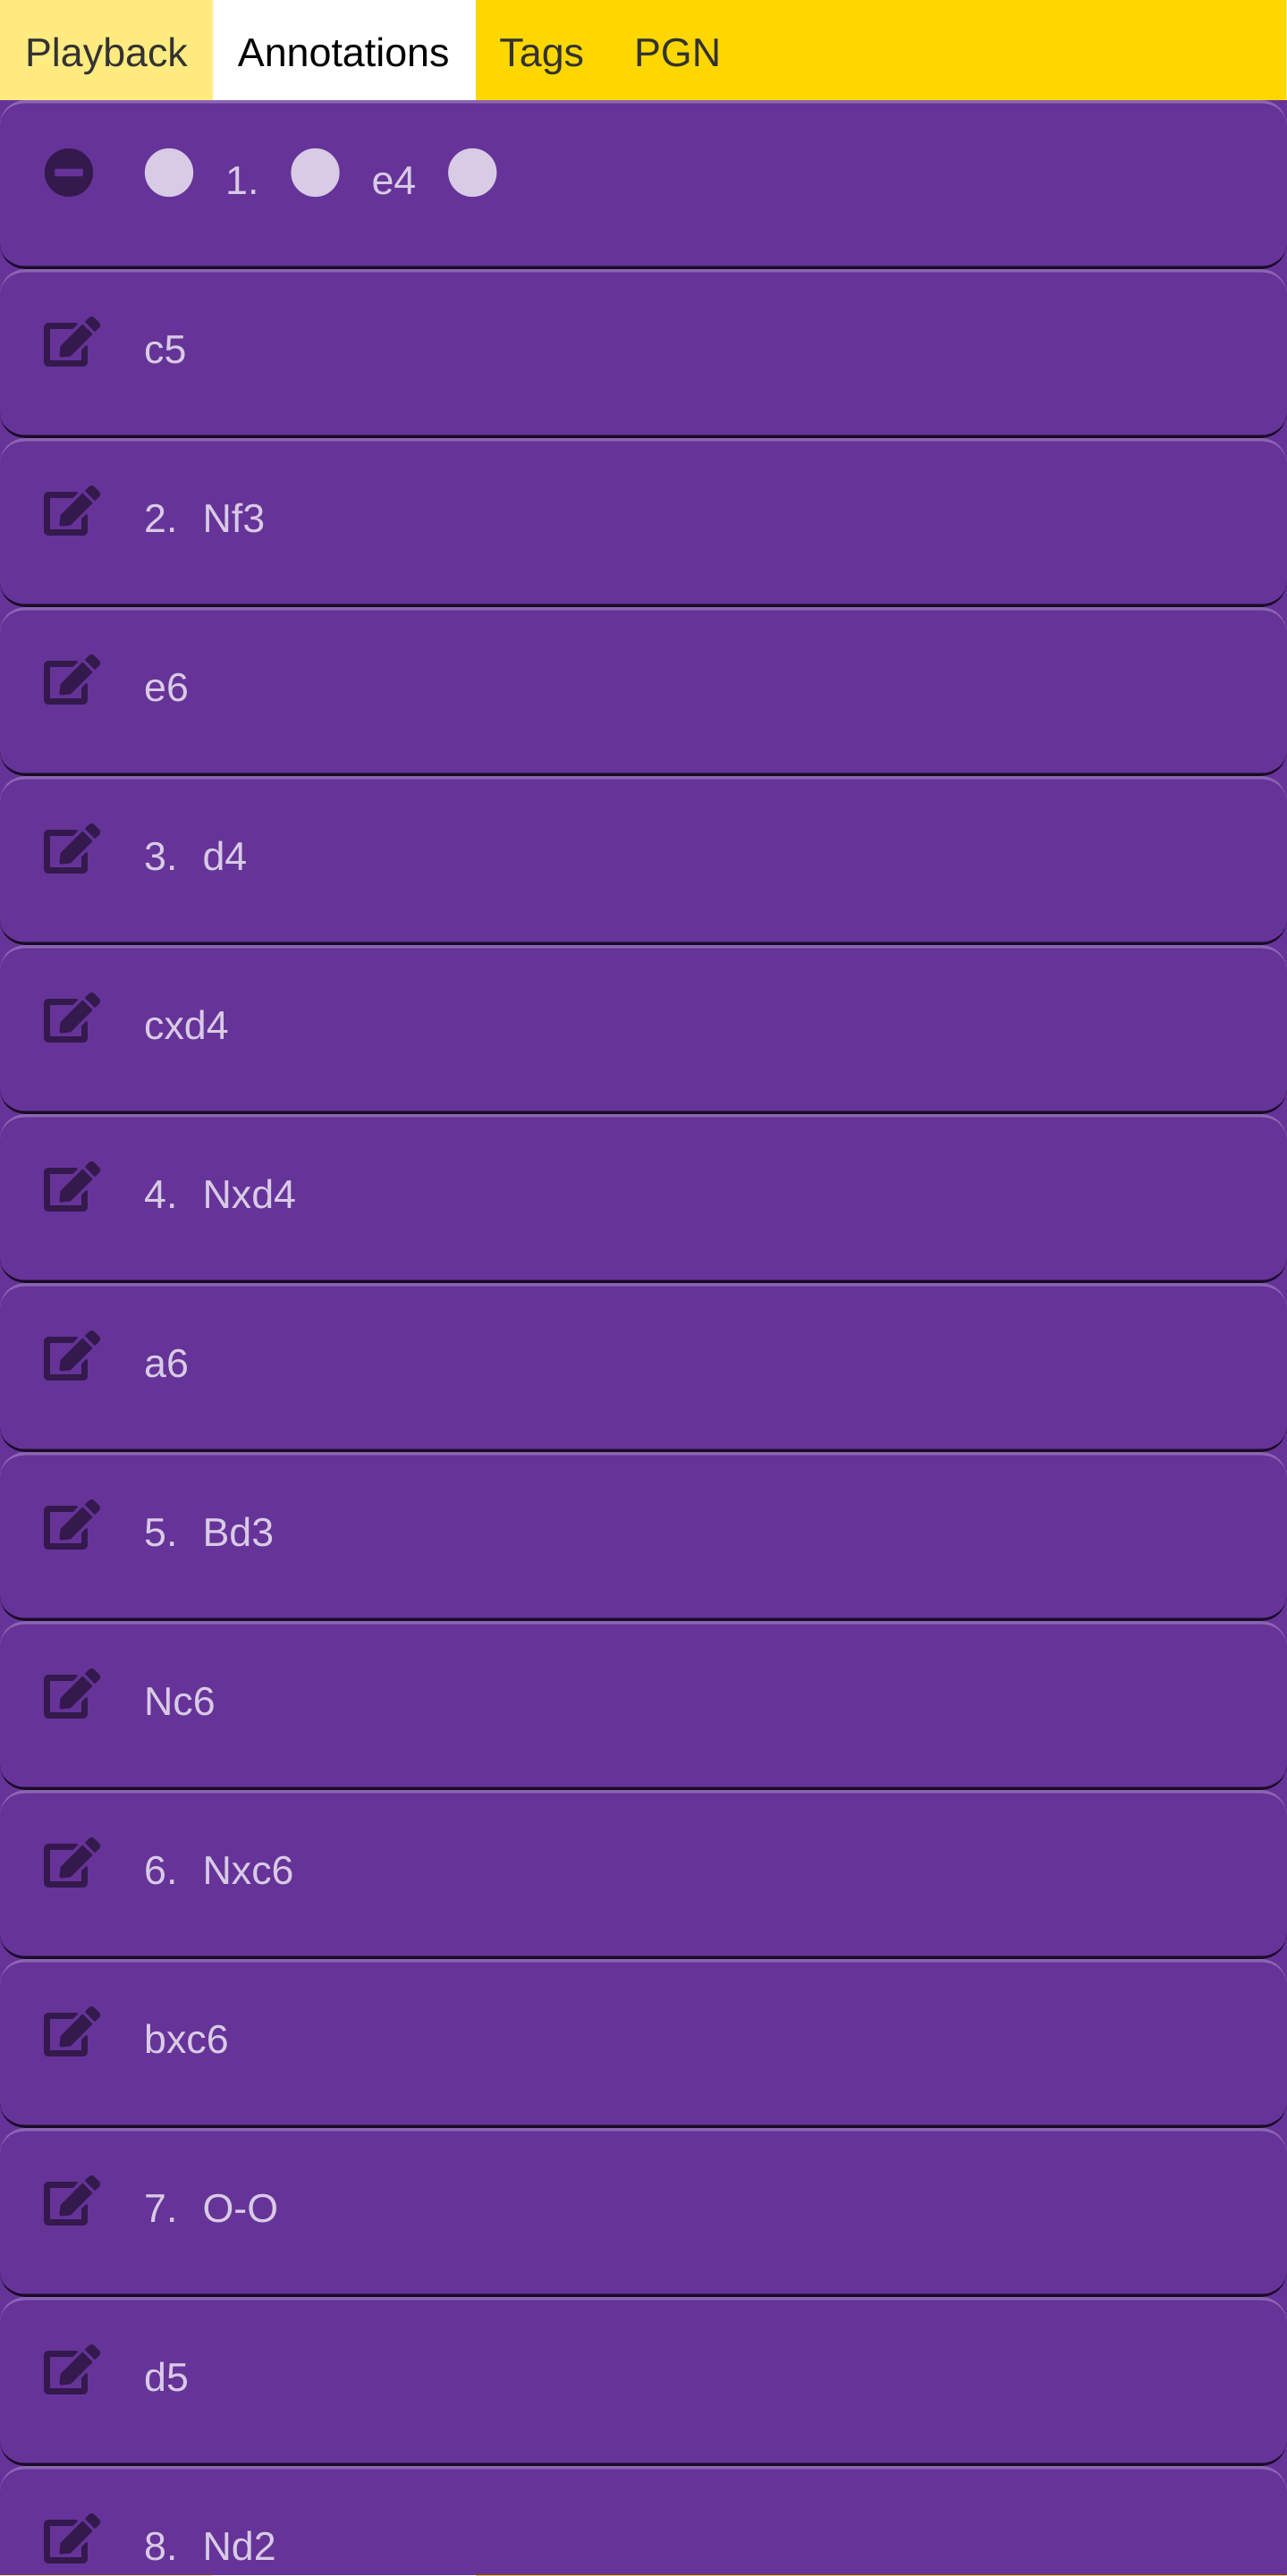 Playback Annotations Tags PGN
1. e4
c5
2. Nf3
e6
3. d4
cxd4
4. Nxd4
a6
5. Bd3
Nc6
6. Nxc6
bxc6
7. O-O
d5
8. Nd2